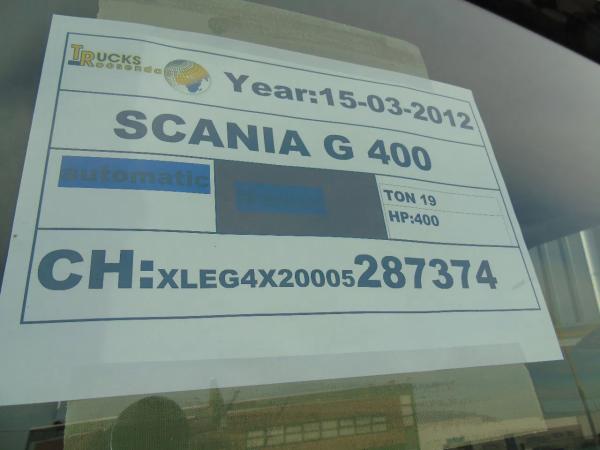 TRUCKS
Roosendaal
Year:15-03-2012
SCANIA G 400
automatic
TON 19
HP:400
CH:XLEG4X20005287374